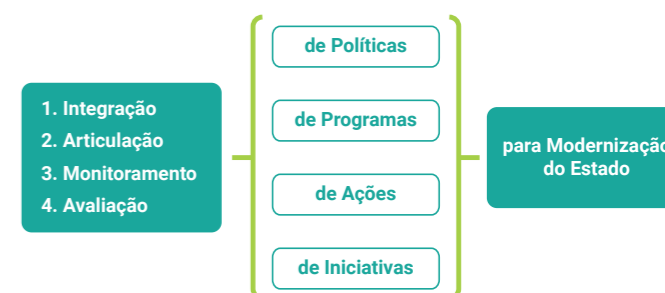 1. Integração
2. Articulação
3. Monitoramento
4. Avaliação
de Políticas
de Programas
de Ações
de Iniciativas
para Modernização
do Estado